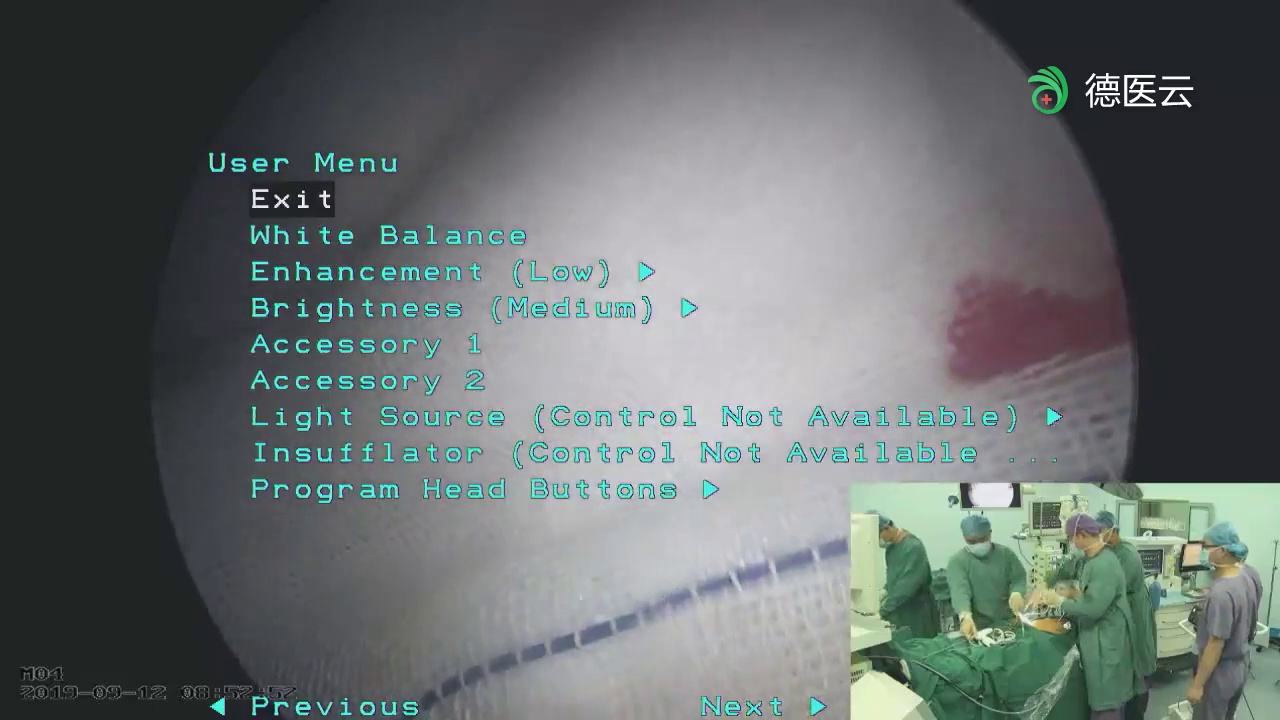 德医云
User Menu
Exit
White Balance
Enhancement (Low) ▶
Brightness (Medium) ▶
Accessory 1
Accessory 2
Light Source (Control Not Available) ▶
Insufflator (Control Not Available ...
Program Head Buttons ▶
M04
2019-09-12 08:52:57
◀ Previous
Next ▶